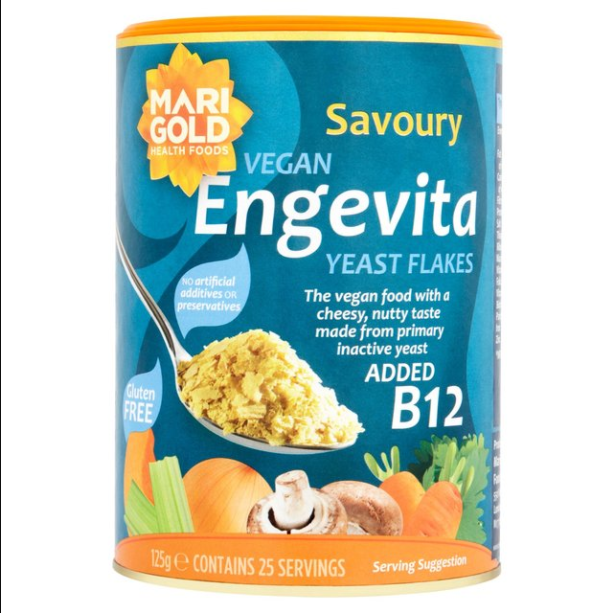 MARI
GOLD
HEALTH FOODS
Savoury
VEGAN
Engevita
YEAST FLAKES
NO artificial
additives OR
preservatives
The vegan food with a
cheesy, nutty taste
made from primary
inactive yeast
ADDED
B12
Gluten
FREE
125g ℮ CONTAINS 25 SERVINGS
Serving Suggestion